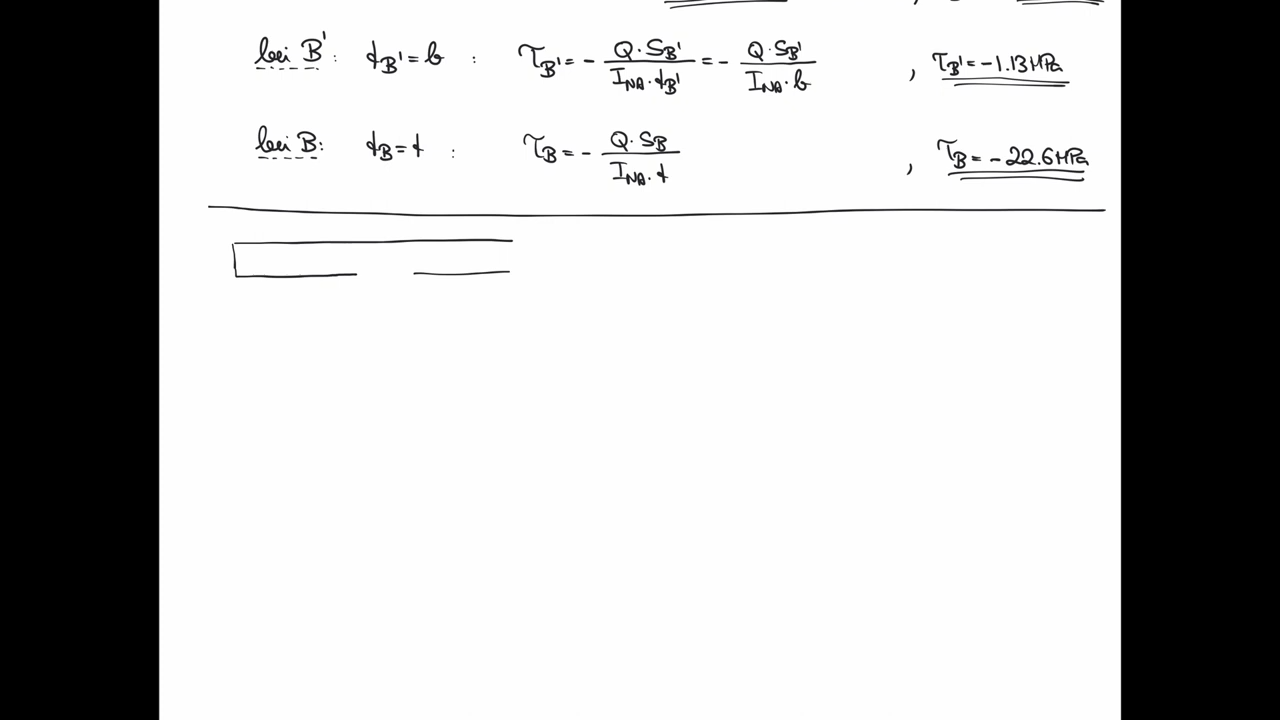 bei B': t_B' = b : τ_B' = - Q·S_B' / I_NA·t_B' = - Q·S_B' / I_NA·b , τ_B' = -1.13 MPa
bei B: t_B = t : τ_B = - Q·S_B / I_NA·t , τ_B = -22.6 MPa